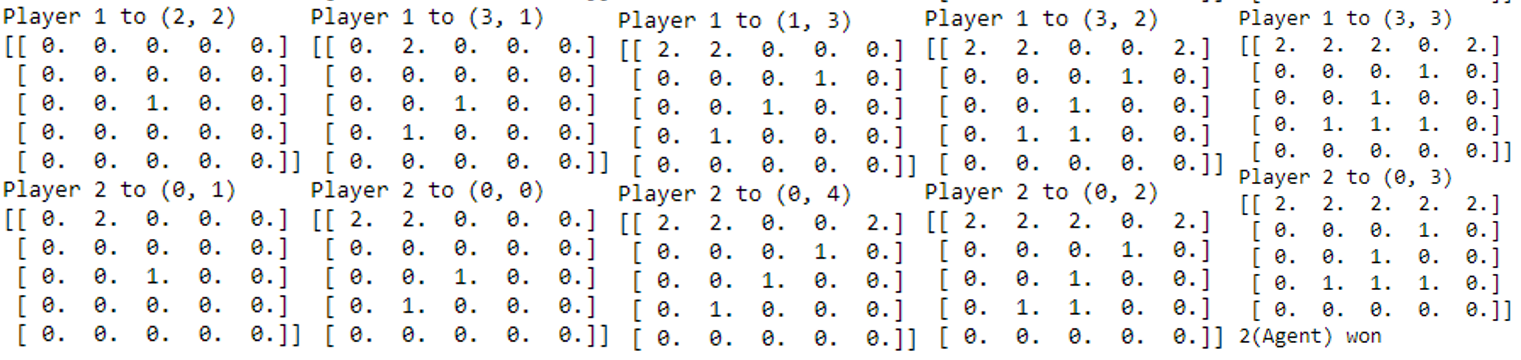 Player 1 to (2, 2)
[[ 0. 0. 0. 0. 0.]
[ 0. 0. 0. 0. 0.]
[ 0. 0. 1. 0. 0.]
[ 0. 0. 0. 0. 0.]
[ 0. 0. 0. 0. 0.]]
Player 2 to (0, 1)
[[ 0. 2. 0. 0. 0.]
[ 0. 0. 0. 0. 0.]
[ 0. 0. 1. 0. 0.]
[ 0. 0. 0. 0. 0.]
[ 0. 0. 0. 0. 0.]]
Player 1 to (3, 1)
[[ 0. 2. 0. 0. 0.]
[ 0. 0. 0. 0. 0.]
[ 0. 0. 1. 0. 0.]
[ 0. 1. 0. 0. 0.]
[ 0. 0. 0. 0. 0.]]
Player 2 to (0, 0)
[[ 2. 2. 0. 0. 0.]
[ 0. 0. 0. 0. 0.]
[ 0. 0. 1. 0. 0.]
[ 0. 1. 0. 0. 0.]
[ 0. 0. 0. 0. 0.]]
Player 1 to (1, 3)
[[ 2. 2. 0. 0. 0.]
[ 0. 0. 0. 1. 0.]
[ 0. 0. 1. 0. 0.]
[ 0. 1. 0. 0. 0.]
[ 0. 0. 0. 0. 0.]]
Player 2 to (0, 4)
[[ 2. 2. 0. 0. 2.]
[ 0. 0. 0. 1. 0.]
[ 0. 0. 1. 0. 0.]
[ 0. 1. 0. 0. 0.]
[ 0. 0. 0. 0. 0.]]
Player 1 to (3, 2)
[[ 2. 2. 0. 0. 2.]
[ 0. 0. 0. 1. 0.]
[ 0. 0. 1. 0. 0.]
[ 0. 1. 1. 0. 0.]
[ 0. 0. 0. 0. 0.]]
Player 2 to (0, 2)
[[ 2. 2. 2. 0. 2.]
[ 0. 0. 0. 1. 0.]
[ 0. 0. 1. 0. 0.]
[ 0. 1. 1. 0. 0.]
[ 0. 0. 0. 0. 0.]]
Player 1 to (3, 3)
[[ 2. 2. 2. 0. 2.]
[ 0. 0. 0. 1. 0.]
[ 0. 0. 1. 0. 0.]
[ 0. 1. 1. 1. 0.]
[ 0. 0. 0. 0. 0.]]
Player 2 to (0, 3)
[[ 2. 2. 2. 2. 2.]
[ 0. 0. 0. 1. 0.]
[ 0. 0. 1. 0. 0.]
[ 0. 1. 1. 1. 0.]
[ 0. 0. 0. 0. 0.]]
2(Agent) won